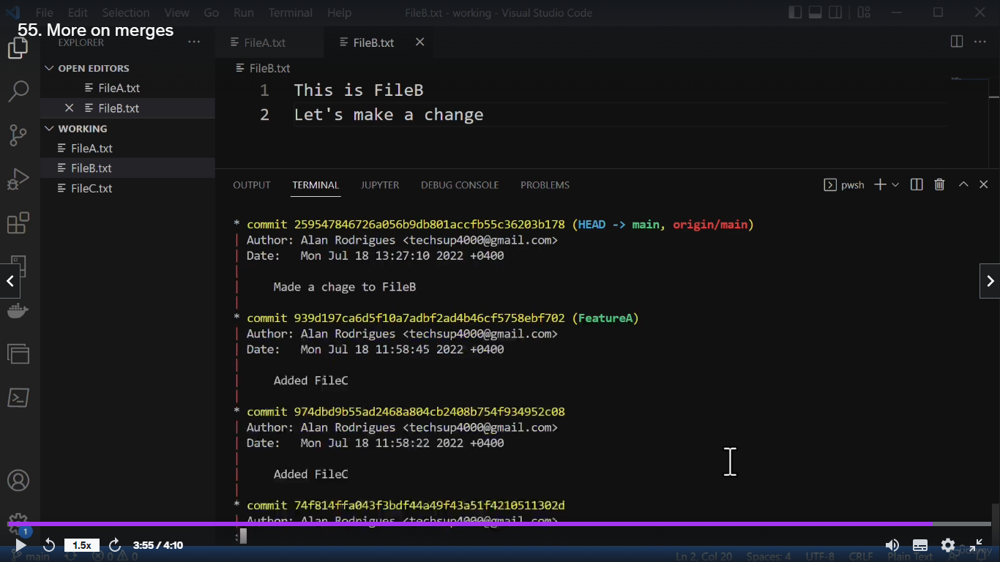 File Edit Selection View Go Run Terminal Help FileB.txt - working - Visual Studio Code
55. More on merges
EXPLORER
FileA.txt
FileB.txt
OPEN EDITORS
FileB.txt
FileA.txt
1 This is FileB
FileB.txt
2 Let's make a change
WORKING
FileA.txt
FileB.txt
FileC.txt
OUTPUT TERMINAL JUPYTER DEBUG CONSOLE PROBLEMS pwsh
* commit 259547846726a056b9db801accfb55c36203b178 (HEAD -> main, origin/main)
Author: Alan Rodrigues <techsup4000@gmail.com>
Date: Mon Jul 18 13:27:10 2022 +0400
Made a chage to FileB
* commit 939d197ca6d5f10a7adbf2ad4b46cf5758ebf702 (FeatureA)
Author: Alan Rodrigues <techsup4000@gmail.com>
Date: Mon Jul 18 11:58:45 2022 +0400
Added FileC
* commit 974dbd9b55ad2468a804cb2408b754f934952c08
Author: Alan Rodrigues <techsup4000@gmail.com>
Date: Mon Jul 18 11:58:22 2022 +0400
Added FileC
* commit 74f814ffa043f3bdf44a49f43a51f4210511302d
Author: Alan Rodrigues <techsup4000@gmail.com>
:
1
1.5x 3:55 / 4:10
main 0 0 Ln 2, Col 20 Spaces: 4 UTF-8 CRLF Plain Text
udemy